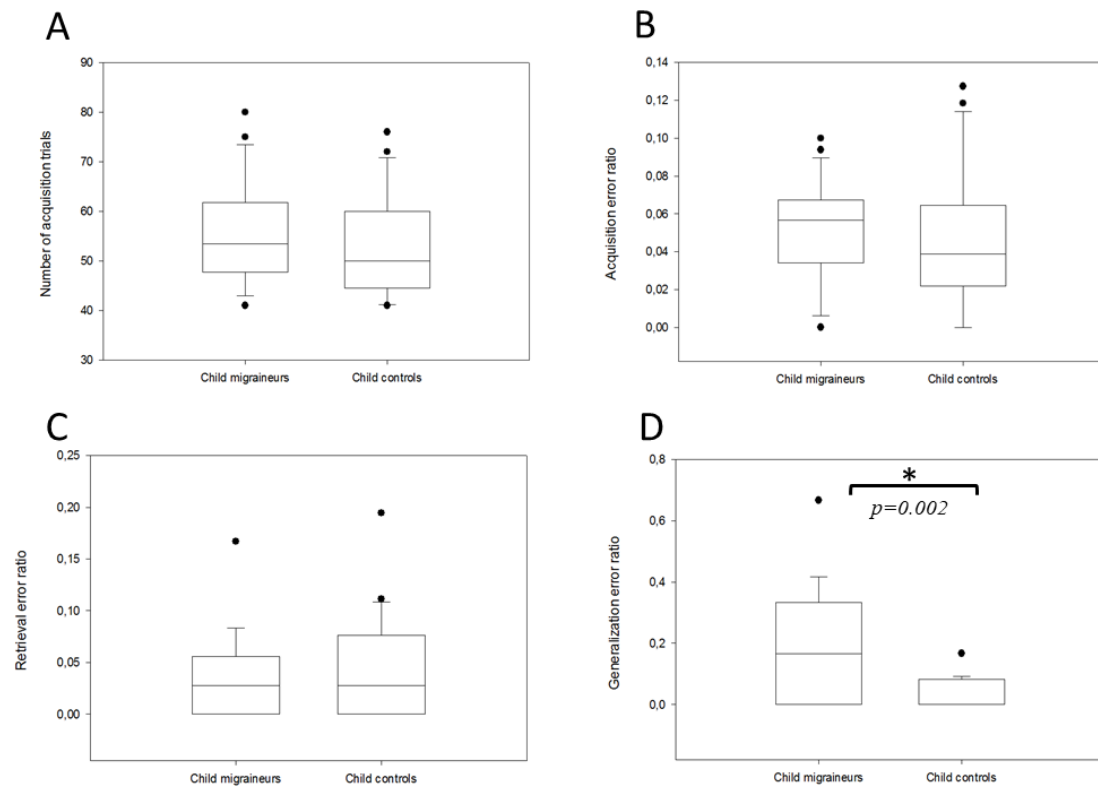 A
Number of acquisition trials
90
80
70
60
50
40
30
Child migraineurs
Child controls
B
Acquisition error ratio
0,14
0,12
0,10
0,08
0,06
0,04
0,02
0,00
Child migraineurs
Child controls
C
Retrieval error ratio
0,25
0,20
0,15
0,10
0,05
0,00
Child migraineurs
Child controls
D
Generalization error ratio
0,8
0,6
0,4
0,2
0,0
*
p=0.002
Child migraineurs
Child controls